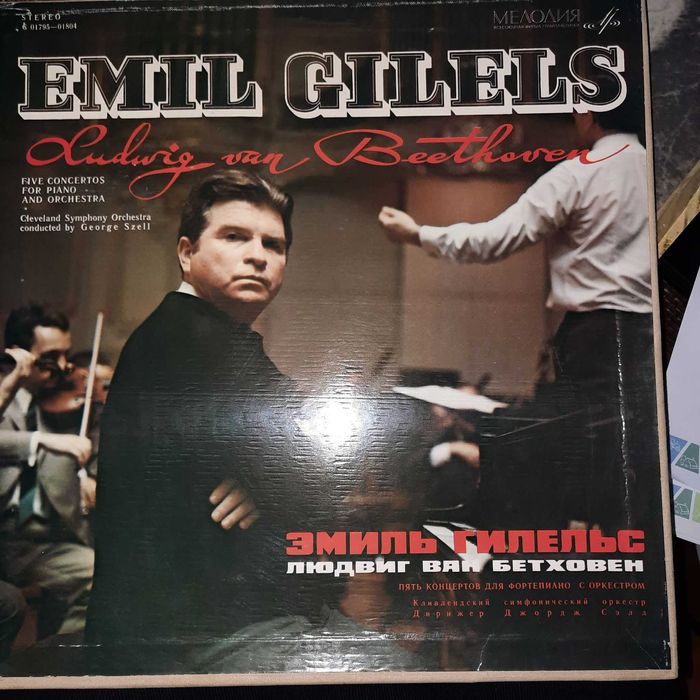 STEREO
01795—01804
МЕЛОДИЯ
EMIL GILELS
Ludwig van Beethoven
FIVE CONCERTOS
FOR PIANO
AND ORCHESTRA
Cleveland Symphony Orchestra
conducted by George Szell
ЭМИЛЬ ГИЛЕЛЬС
ЛЮДВИГ ВАН БЕТХОВЕН
ПЯТЬ КОНЦЕРТОВ ДЛЯ ФОРТЕПИАНО С ОРКЕСТРОМ
Кливлендский симфонический оркестр
Дирижер Джордж Сэлл